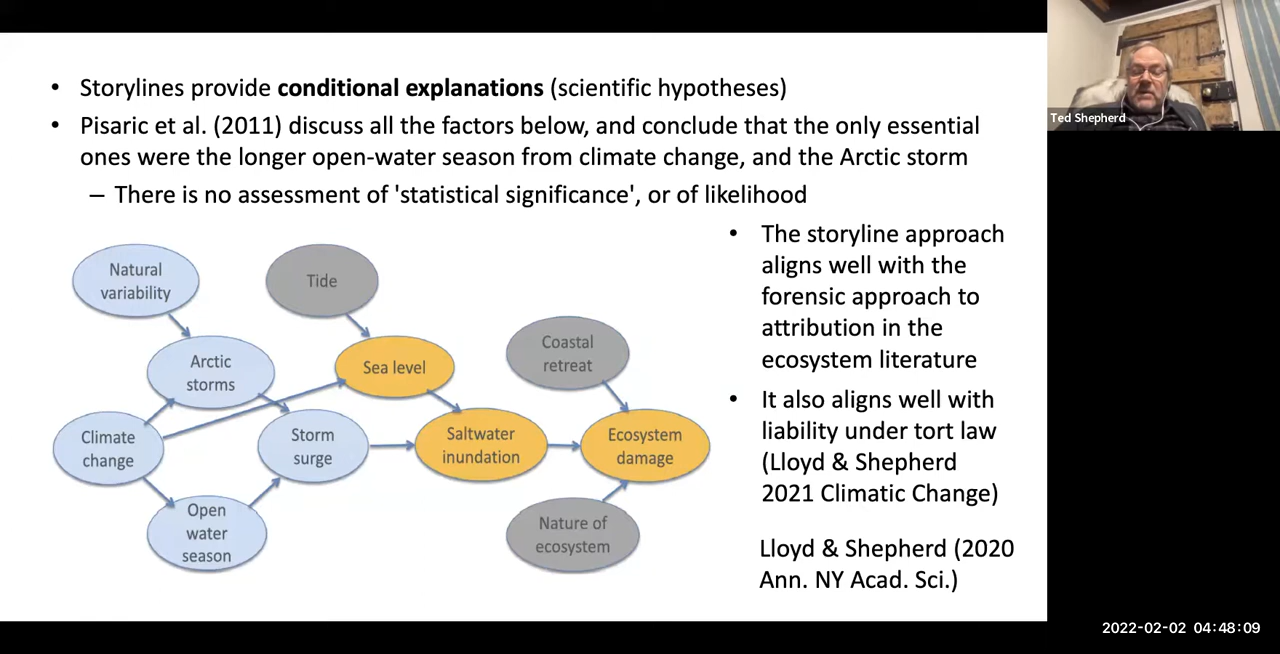 • Storylines provide conditional explanations (scientific hypotheses)
• Pisaric et al. (2011) discuss all the factors below, and conclude that the only essential
ones were the longer open-water season from climate change, and the Arctic storm
– There is no assessment of 'statistical significance', or of likelihood
Natural
variability
Tide
Arctic
storms
Sea level
Coastal
retreat
Climate
change
Storm
surge
Saltwater
inundation
Ecosystem
damage
Open
water
season
Nature of
ecosystem
• The storyline approach
aligns well with the
forensic approach to
attribution in the
ecosystem literature
• It also aligns well with
liability under tort law
(Lloyd & Shepherd
2021 Climatic Change)
Lloyd & Shepherd (2020
Ann. NY Acad. Sci.)
Ted Shepherd
2022-02-02 04:48:09